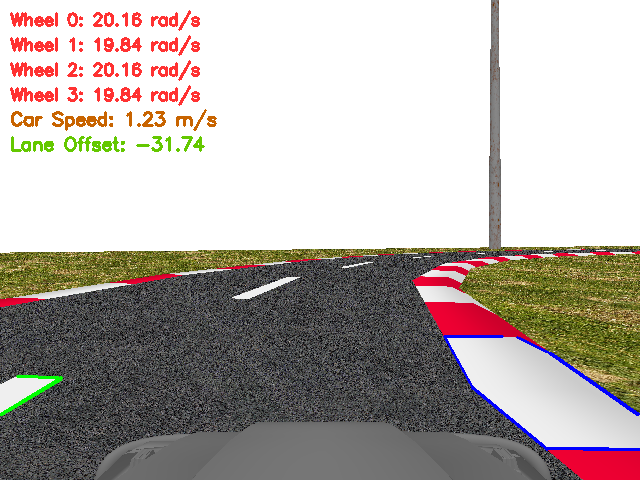 Wheel 0: 20.16 rad/s
Wheel 1: 19.84 rad/s
Wheel 2: 20.16 rad/s
Wheel 3: 19.84 rad/s
Car Speed: 1.23 m/s
Lane Offset: -31.74